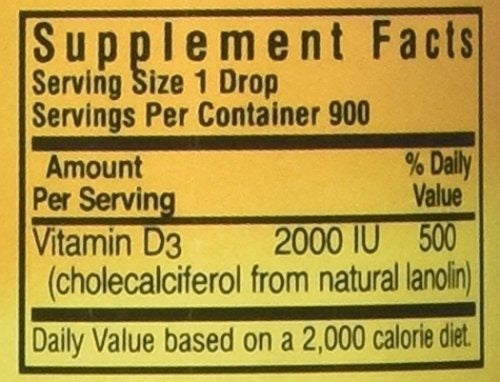 Supplement Facts
Serving Size 1 Drop
Servings Per Container 900
Amount % Daily
Per Serving Value
Vitamin D3 2000 IU 500
(cholecalciferol from natural lanolin)
Daily Value based on a 2,000 calorie diet.